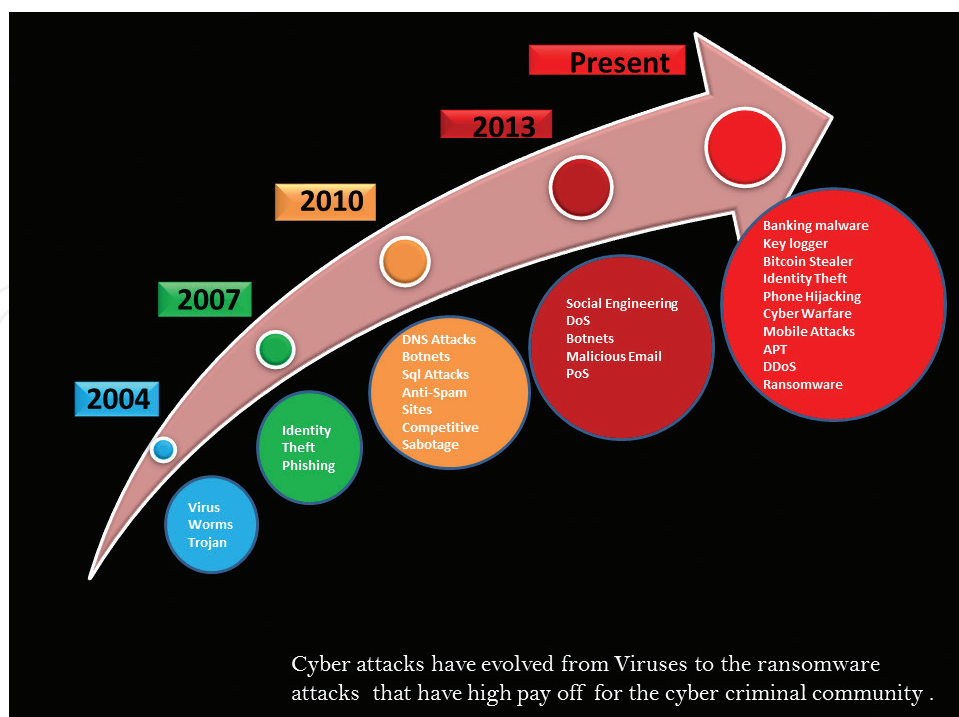 Present
2013
2010
2007
2004
Virus
Worms
Trojan
Identity
Theft
Phishing
DNS Attacks
Botnets
Sql Attacks
Anti-Spam
Sites
Competitive
Sabotage
Social Engineering
DoS
Botnets
Malicious Email
PoS
Banking malware
Key logger
Bitcoin Stealer
Identity Theft
Phone Hijacking
Cyber Warfare
Mobile Attacks
APT
DDoS
Ransomware
Cyber attacks have evolved from Viruses to the ransomware
attacks that have high pay off for the cyber criminal community .